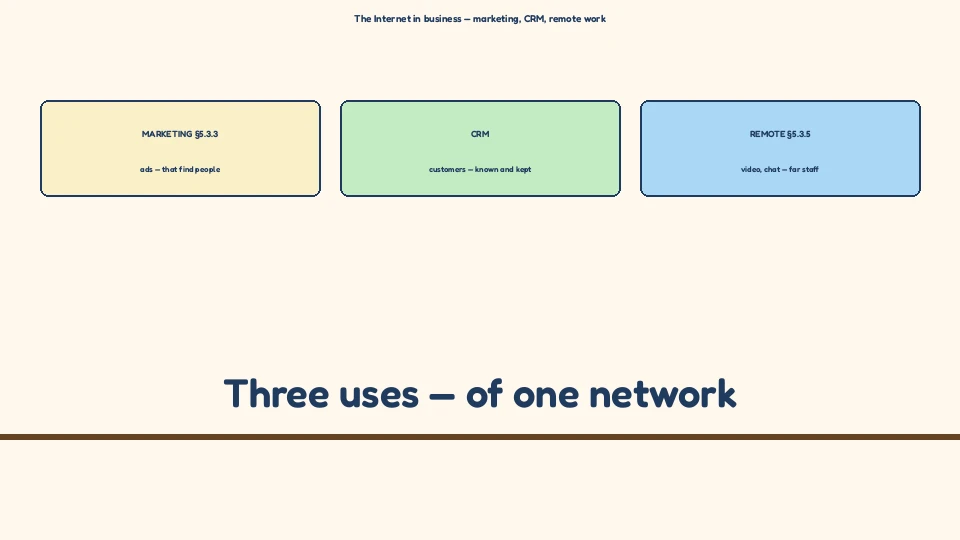 The Internet in business — marketing, CRM, remote work
MARKETING §5.3.3
ads — that find people
CRM
customers — known and kept
REMOTE §5.3.5
video, chat — far staff
Three uses — of one network